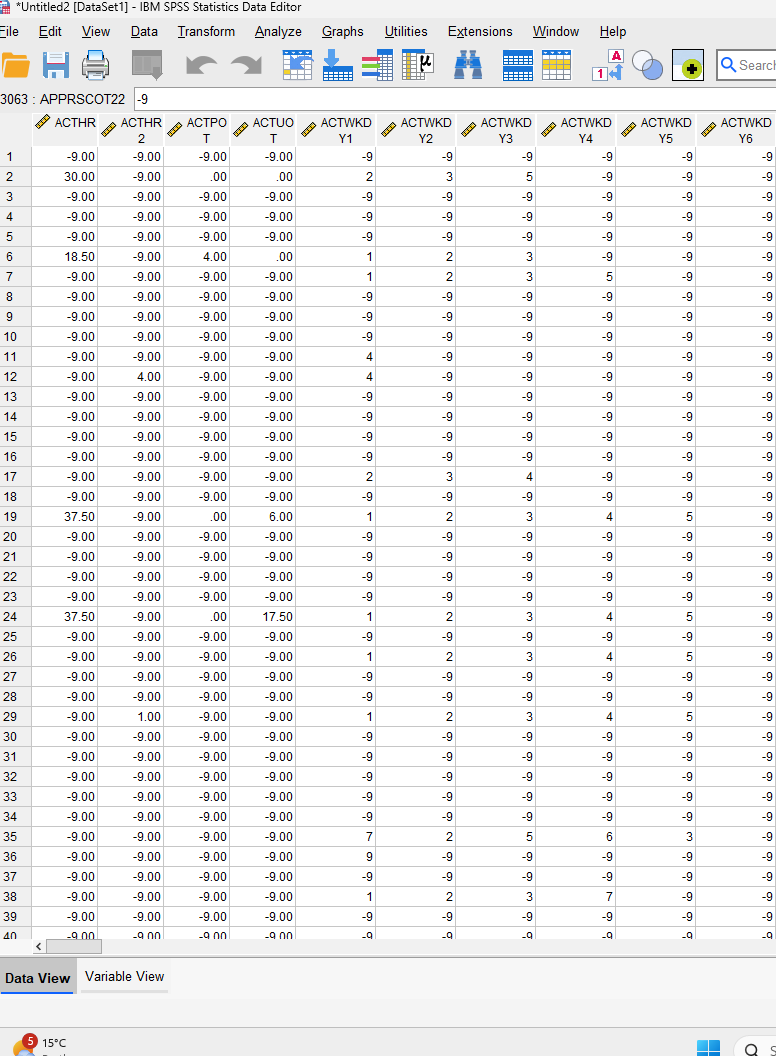 *Untitled2 [DataSet1] - IBM SPSS Statistics Data Editor
File Edit View Data Transform Analyze Graphs Utilities Extensions Window Help
A 1 μ Search
3063 : APPRSCOT22 -9
ACTHR ACTHR2 ACTPOT ACTUOT ACTWKDY1 ACTWKDY2 ACTWKDY3 ACTWKDY4 ACTWKDY5 ACTWKDY6
1 -9.00 -9.00 -9.00 -9.00 -9 -9 -9 -9 -9 -9
2 30.00 -9.00 .00 .00 2 3 5 -9 -9 -9
3 -9.00 -9.00 -9.00 -9.00 -9 -9 -9 -9 -9 -9
4 -9.00 -9.00 -9.00 -9.00 -9 -9 -9 -9 -9 -9
5 -9.00 -9.00 -9.00 -9.00 -9 -9 -9 -9 -9 -9
6 18.50 -9.00 4.00 .00 1 2 3 -9 -9 -9
7 -9.00 -9.00 -9.00 -9.00 1 2 3 5 -9 -9
8 -9.00 -9.00 -9.00 -9.00 -9 -9 -9 -9 -9 -9
9 -9.00 -9.00 -9.00 -9.00 -9 -9 -9 -9 -9 -9
10 -9.00 -9.00 -9.00 -9.00 -9 -9 -9 -9 -9 -9
11 -9.00 -9.00 -9.00 -9.00 4 -9 -9 -9 -9 -9
12 -9.00 4.00 -9.00 -9.00 4 -9 -9 -9 -9 -9
13 -9.00 -9.00 -9.00 -9.00 -9 -9 -9 -9 -9 -9
14 -9.00 -9.00 -9.00 -9.00 -9 -9 -9 -9 -9 -9
15 -9.00 -9.00 -9.00 -9.00 -9 -9 -9 -9 -9 -9
16 -9.00 -9.00 -9.00 -9.00 -9 -9 -9 -9 -9 -9
17 -9.00 -9.00 -9.00 -9.00 2 3 4 -9 -9 -9
18 -9.00 -9.00 -9.00 -9.00 -9 -9 -9 -9 -9 -9
19 37.50 -9.00 .00 6.00 1 2 3 4 5 -9
20 -9.00 -9.00 -9.00 -9.00 -9 -9 -9 -9 -9 -9
21 -9.00 -9.00 -9.00 -9.00 -9 -9 -9 -9 -9 -9
22 -9.00 -9.00 -9.00 -9.00 -9 -9 -9 -9 -9 -9
23 -9.00 -9.00 -9.00 -9.00 -9 -9 -9 -9 -9 -9
24 37.50 -9.00 .00 17.50 1 2 3 4 5 -9
25 -9.00 -9.00 -9.00 -9.00 -9 -9 -9 -9 -9 -9
26 -9.00 -9.00 -9.00 -9.00 1 2 3 4 5 -9
27 -9.00 -9.00 -9.00 -9.00 -9 -9 -9 -9 -9 -9
28 -9.00 -9.00 -9.00 -9.00 -9 -9 -9 -9 -9 -9
29 -9.00 1.00 -9.00 -9.00 1 2 3 4 5 -9
30 -9.00 -9.00 -9.00 -9.00 -9 -9 -9 -9 -9 -9
31 -9.00 -9.00 -9.00 -9.00 -9 -9 -9 -9 -9 -9
32 -9.00 -9.00 -9.00 -9.00 -9 -9 -9 -9 -9 -9
33 -9.00 -9.00 -9.00 -9.00 -9 -9 -9 -9 -9 -9
34 -9.00 -9.00 -9.00 -9.00 -9 -9 -9 -9 -9 -9
35 -9.00 -9.00 -9.00 -9.00 7 2 5 6 3 -9
36 -9.00 -9.00 -9.00 -9.00 9 -9 -9 -9 -9 -9
37 -9.00 -9.00 -9.00 -9.00 -9 -9 -9 -9 -9 -9
38 -9.00 -9.00 -9.00 -9.00 1 2 3 7 -9 -9
39 -9.00 -9.00 -9.00 -9.00 -9 -9 -9 -9 -9 -9
40 -9.00 -9.00 -9.00 -9.00 -9 -9 -9 -9 -9 -9
Data View Variable View
5 15°C